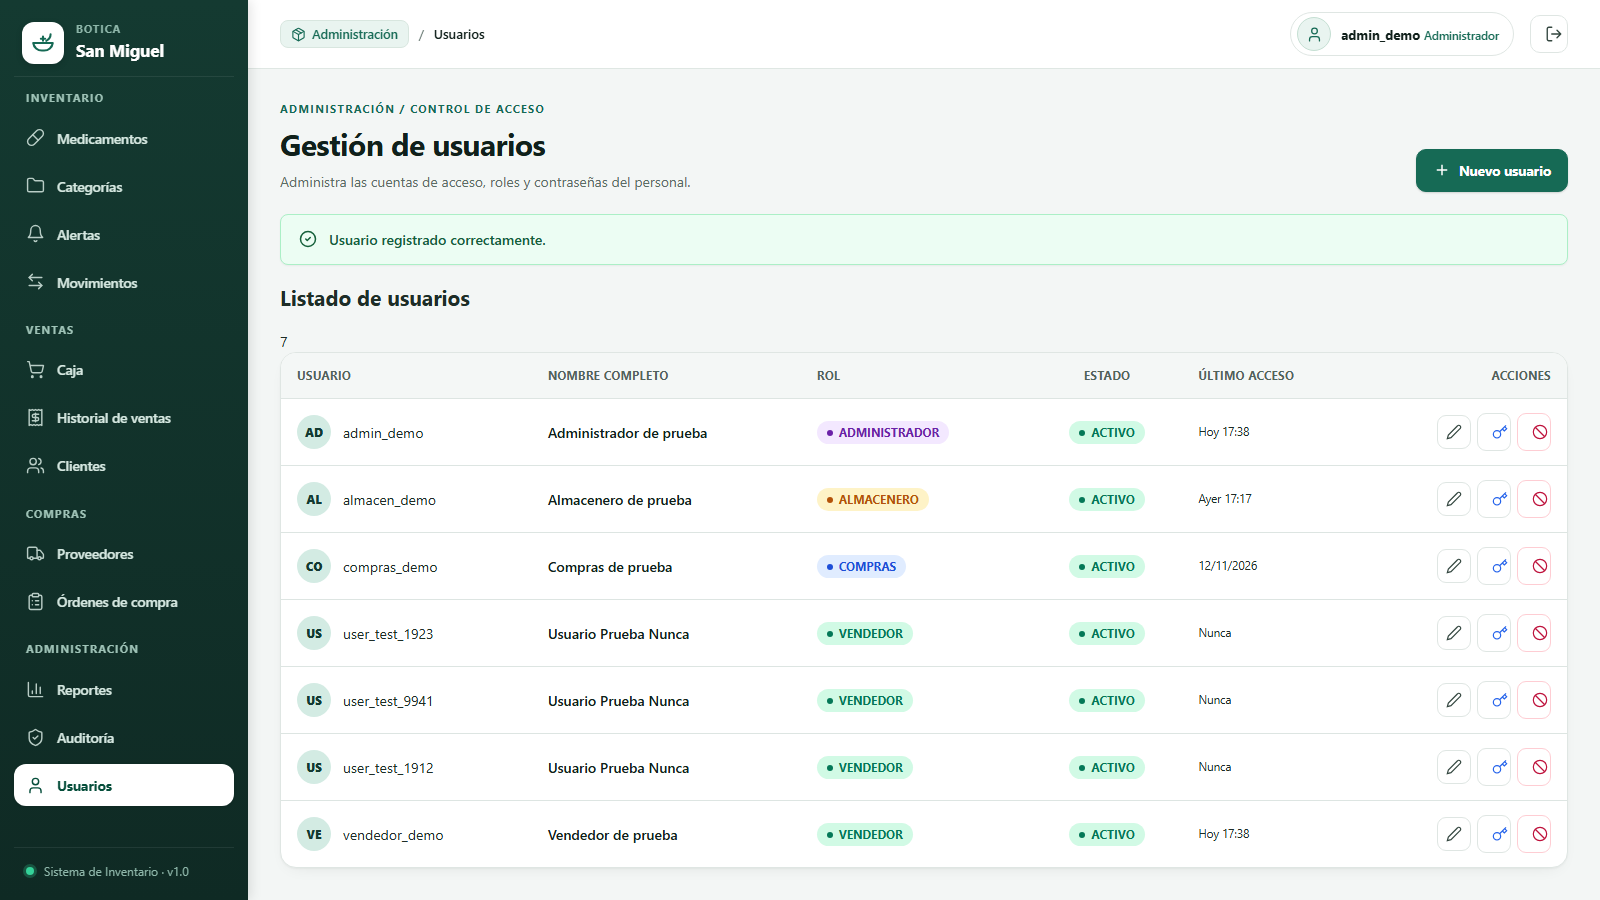 BOTICA
San Miguel
INVENTARIO
Medicamentos
Categorías
Alertas
Movimientos
VENTAS
Caja
Historial de ventas
Clientes
COMPRAS
Proveedores
Órdenes de compra
ADMINISTRACIÓN
Reportes
Auditoría
Usuarios
Sistema de Inventario · v1.0
Administración / Usuarios
admin_demo Administrador
ADMINISTRACIÓN / CONTROL DE ACCESO
Gestión de usuarios
Administra las cuentas de acceso, roles y contraseñas del personal.
+ Nuevo usuario
Usuario registrado correctamente.
Listado de usuarios
7
USUARIO NOMBRE COMPLETO ROL ESTADO ÚLTIMO ACCESO ACCIONES
AD admin_demo Administrador de prueba ADMINISTRADOR ACTIVO Hoy 17:38
AL almacen_demo Almacenero de prueba ALMACENERO ACTIVO Ayer 17:17
CO compras_demo Compras de prueba COMPRAS ACTIVO 12/11/2026
US user_test_1923 Usuario Prueba Nunca VENDEDOR ACTIVO Nunca
US user_test_9941 Usuario Prueba Nunca VENDEDOR ACTIVO Nunca
US user_test_1912 Usuario Prueba Nunca VENDEDOR ACTIVO Nunca
VE vendedor_demo Vendedor de prueba VENDEDOR ACTIVO Hoy 17:38